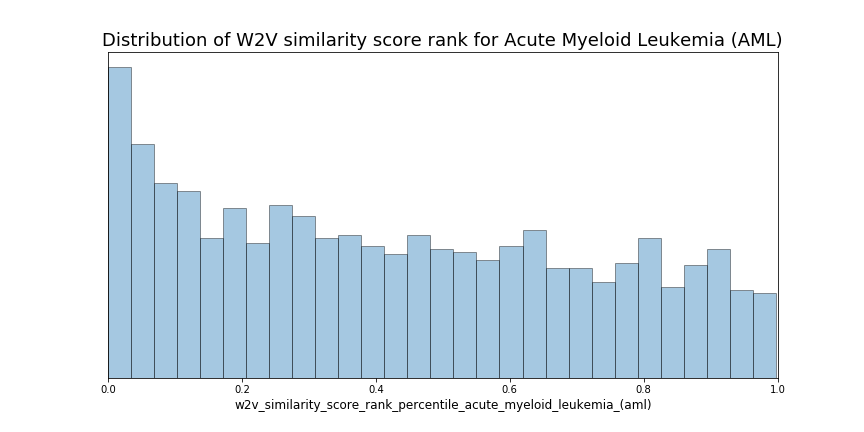 Distribution of W2V similarity score rank for Acute Myeloid Leukemia (AML)
0.0 0.2 0.4 0.6 0.8 1.0
w2v_similarity_score_rank_percentile_acute_myeloid_leukemia_(aml)